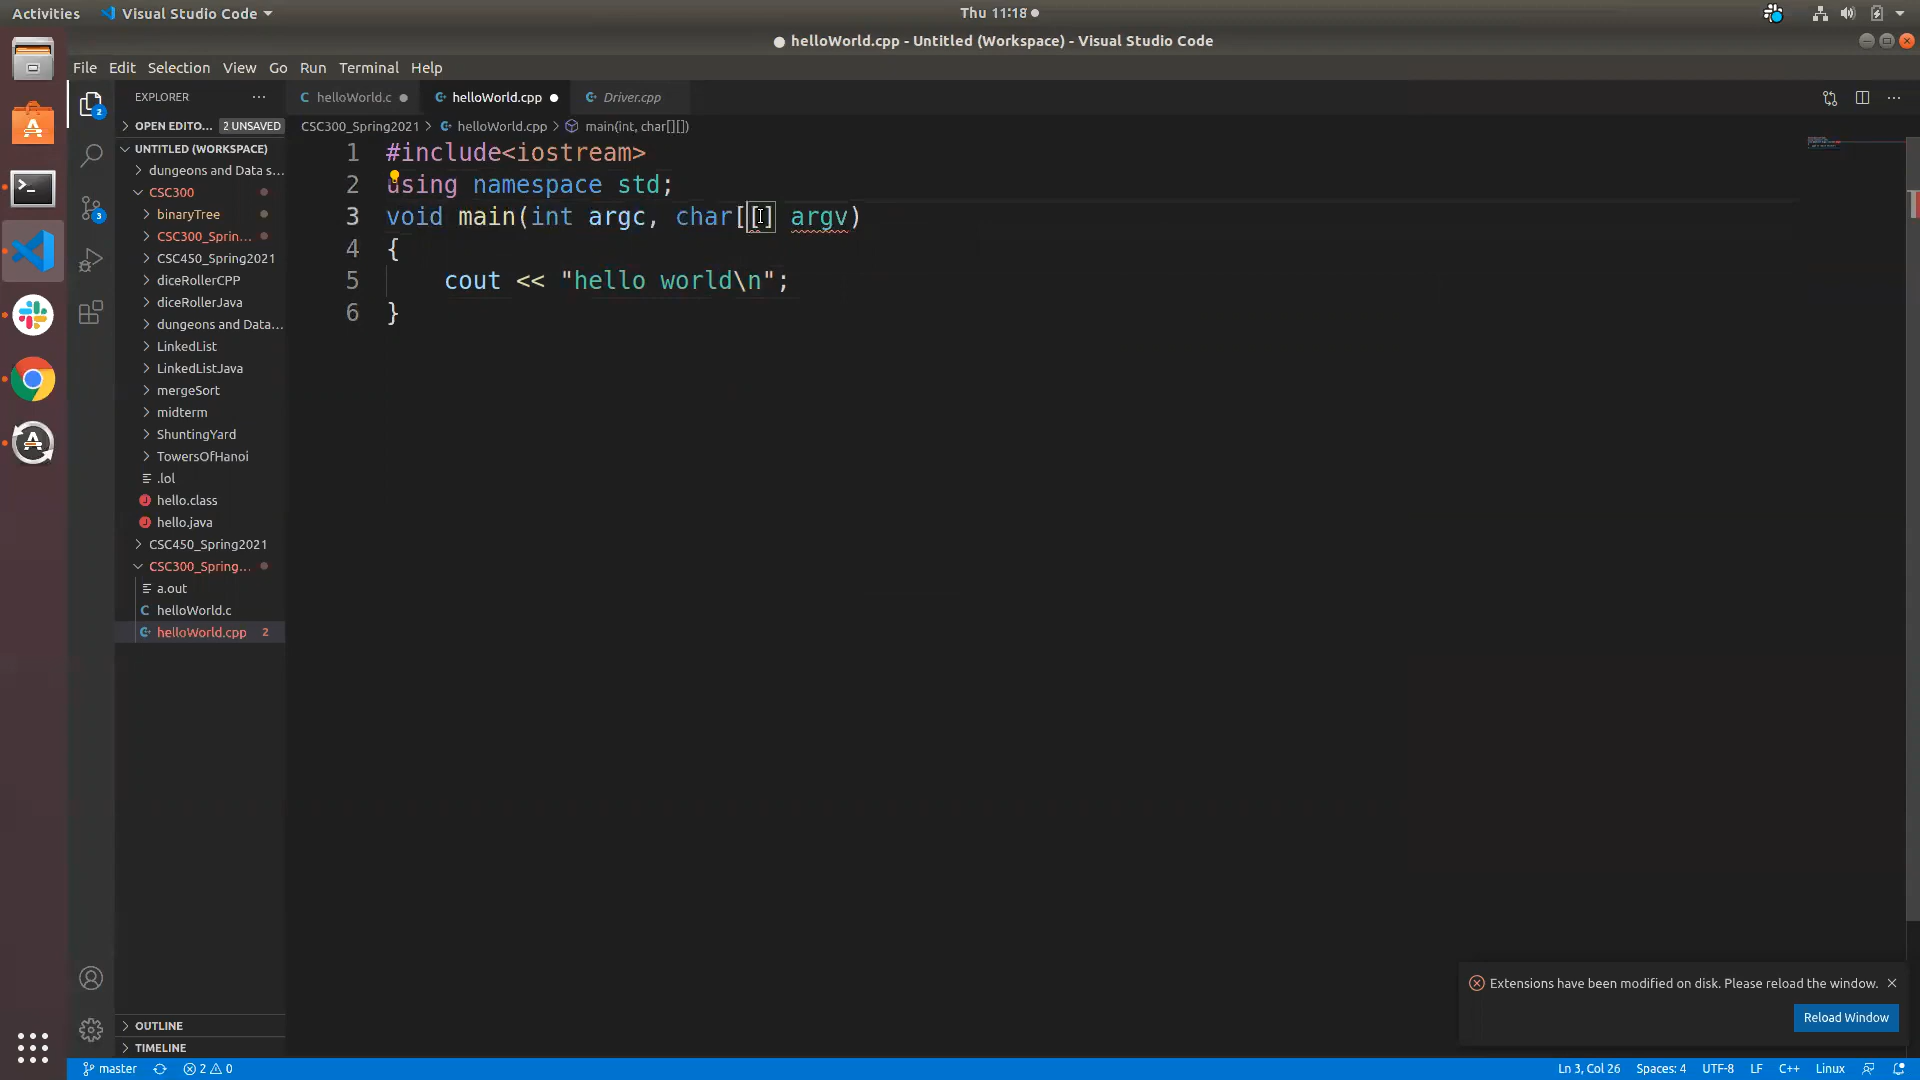 Activities
Visual Studio Code
Thu 11:18
● helloWorld.cpp - Untitled (Workspace) - Visual Studio Code
File Edit Selection View Go Run Terminal Help
EXPLORER
helloWorld.c
helloWorld.cpp
Driver.cpp
OPEN EDITO... 2 UNSAVED
CSC300_Spring2021 > helloWorld.cpp > main(int, char[][])
UNTITLED (WORKSPACE)
dungeons and Data s...
CSC300
binaryTree
CSC300_Sprin...
CSC450_Spring2021
diceRollerCPP
diceRollerJava
dungeons and Data...
LinkedList
LinkedListJava
mergeSort
midterm
ShuntingYard
TowersOfHanoi
.lol
hello.class
hello.java
CSC450_Spring2021
CSC300_Spring...
a.out
helloWorld.c
helloWorld.cpp 2
OUTLINE
TIMELINE
2
3
1 #include<iostream>
2 using namespace std;
3 void main(int argc, char[[] argv)
4 {
5 cout << "hello world\n";
6 }
Extensions have been modified on disk. Please reload the window.
Reload Window
master 2 0
Ln 3, Col 26 Spaces: 4 UTF-8 LF C++ Linux